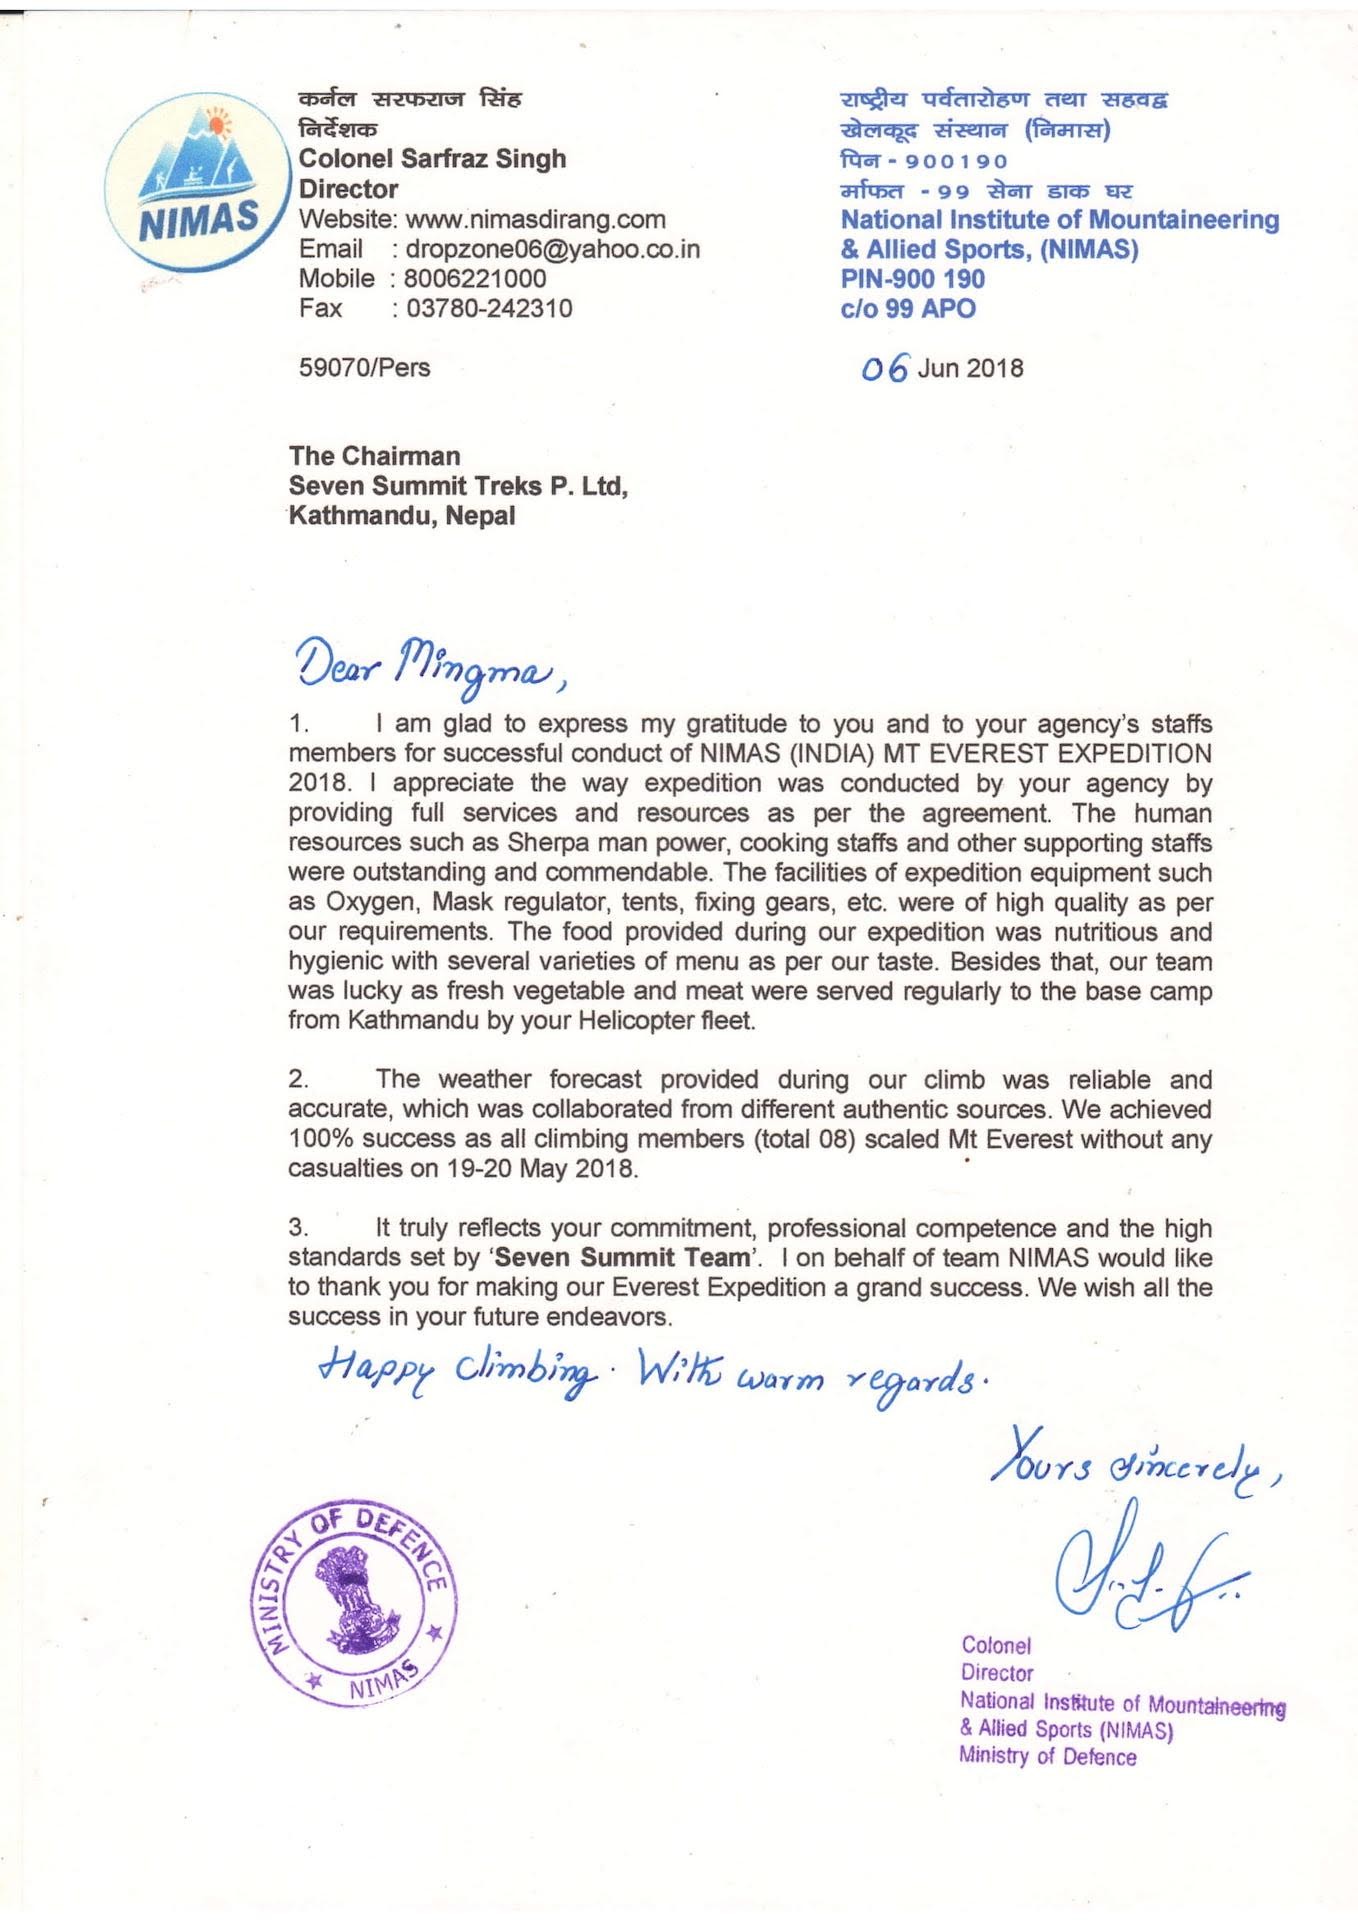 NIMAS
कर्नल सरफराज सिंह
निर्देशक
Colonel Sarfraz Singh
Director
Website: www.nimasdirang.com
Email : dropzone06@yahoo.co.in
Mobile : 8006221000
Fax : 03780-242310
राष्ट्रीय पर्वतारोहण तथा सहवद्व
खेलकूद संस्थान (निमास)
पिन - 900190
र्माफत - 99 सेना डाक घर
National Institute of Mountaineering
& Allied Sports, (NIMAS)
PIN-900 190
c/o 99 APO
59070/Pers
06 Jun 2018
The Chairman
Seven Summit Treks P. Ltd,
Kathmandu, Nepal
Dear Mingma,
1. I am glad to express my gratitude to you and to your agency's staffs
members for successful conduct of NIMAS (INDIA) MT EVEREST EXPEDITION
2018. I appreciate the way expedition was conducted by your agency by
providing full services and resources as per the agreement. The human
resources such as Sherpa man power, cooking staffs and other supporting staffs
were outstanding and commendable. The facilities of expedition equipment such
as Oxygen, Mask regulator, tents, fixing gears, etc. were of high quality as per
our requirements. The food provided during our expedition was nutritious and
hygienic with several varieties of menu as per our taste. Besides that, our team
was lucky as fresh vegetable and meat were served regularly to the base camp
from Kathmandu by your Helicopter fleet.
2. The weather forecast provided during our climb was reliable and
accurate, which was collaborated from different authentic sources. We achieved
100% success as all climbing members (total 08) scaled Mt Everest without any
casualties on 19-20 May 2018.
3. It truly reflects your commitment, professional competence and the high
standards set by 'Seven Summit Team'. I on behalf of team NIMAS would like
to thank you for making our Everest Expedition a grand success. We wish all the
success in your future endeavors.
Happy Climbing. With warm regards.
Yours sincerely,
MINISTRY OF DEFENCE
NIMAS
Colonel
Director
National Institute of Mountaineering
& Allied Sports (NIMAS)
Ministry of Defence